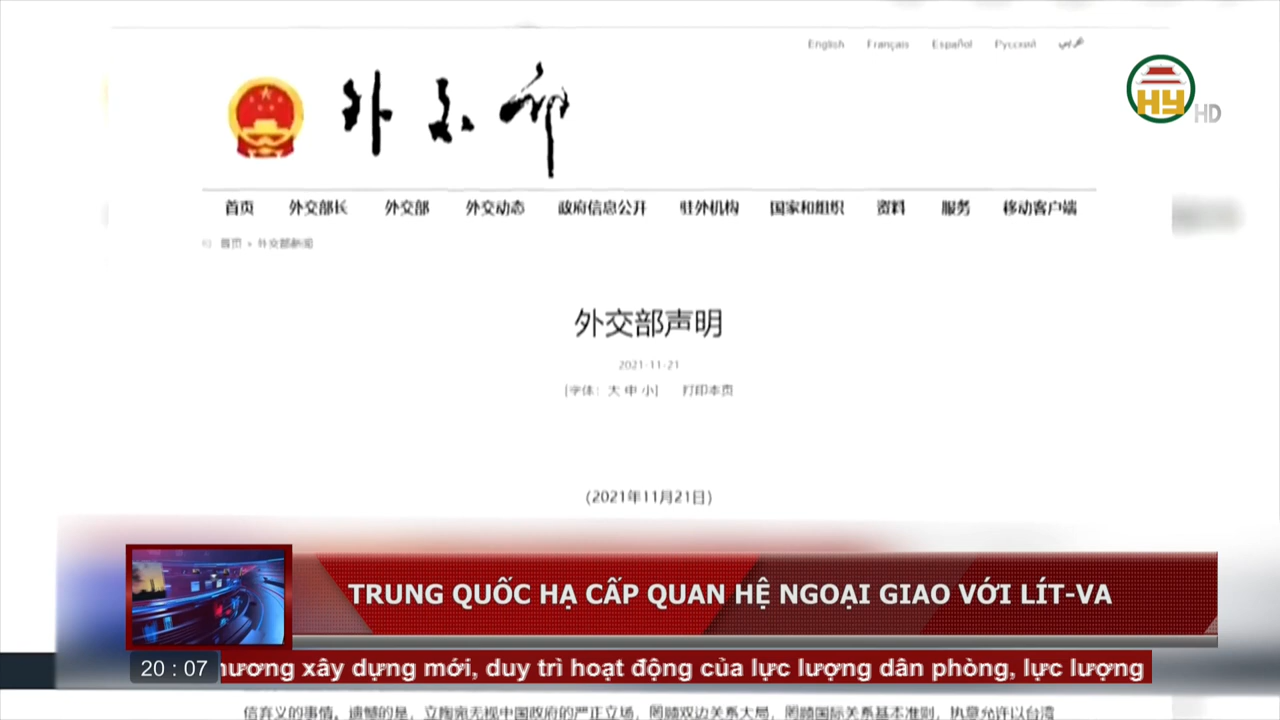 English Français Español Русский عربي
HY HD
外交部
首页 外交部长 外交部 外交动态 政府信息公开 驻外机构 国家和组织 资料 服务 移动客户端
首页 > 外交部新闻
外交部声明
2021-11-21
[字体: 大 中 小] 打印本页
(2021年11月21日)
TRUNG QUỐC HẠ CẤP QUAN HỆ NGOẠI GIAO VỚI LÍT-VA
20 : 07 xây dựng mới, duy trì hoạt động của lực lượng dân phòng, lực lượng
信弃义的事情。遗憾的是，立陶宛无视中国政府的严正立场，罔顾双边关系大局，罔顾国际关系基本准则，执意允许以台湾